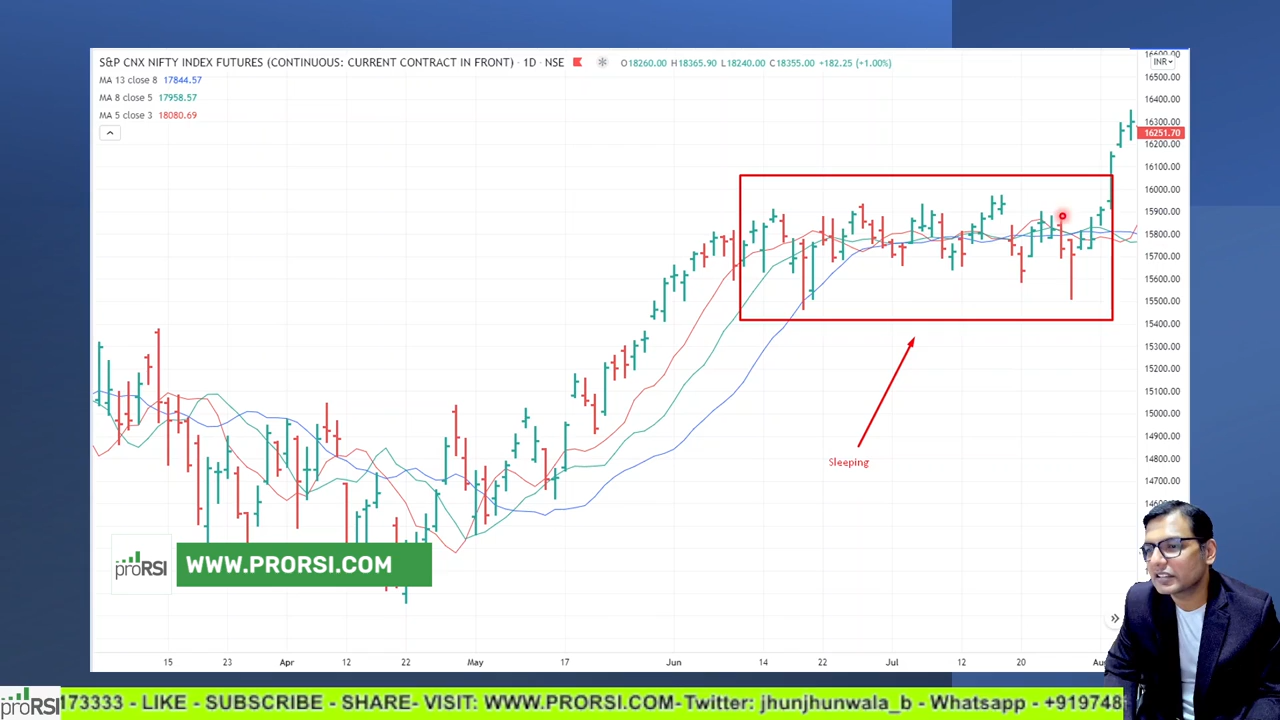 S&P CNX NIFTY INDEX FUTURES (CONTINUOUS: CURRENT CONTRACT IN FRONT) · 1D · NSE O18260.00 H18365.90 L18240.00 C18355.00 +182.25 (+1.00%)
MA 13 close 8 17844.57
MA 8 close 5 17958.57
MA 5 close 3 18080.69
16600.00
INR
16500.00
16400.00
16300.00
16251.70
16200.00
16100.00
16000.00
15900.00
15800.00
15700.00
15600.00
15500.00
15400.00
15300.00
15200.00
15100.00
15000.00
14900.00
14800.00
14700.00
Sleeping
proRSI WWW.PRORSI.COM
15 23 Apr 12 22 May 17 Jun 14 22 Jul 12 20
proRSI 173333 - LIKE - SUBSCRIBE - SHARE- VISIT: WWW.PRORSI.COM-Twitter: jhunjhunwala_b - Whatsapp - +919748